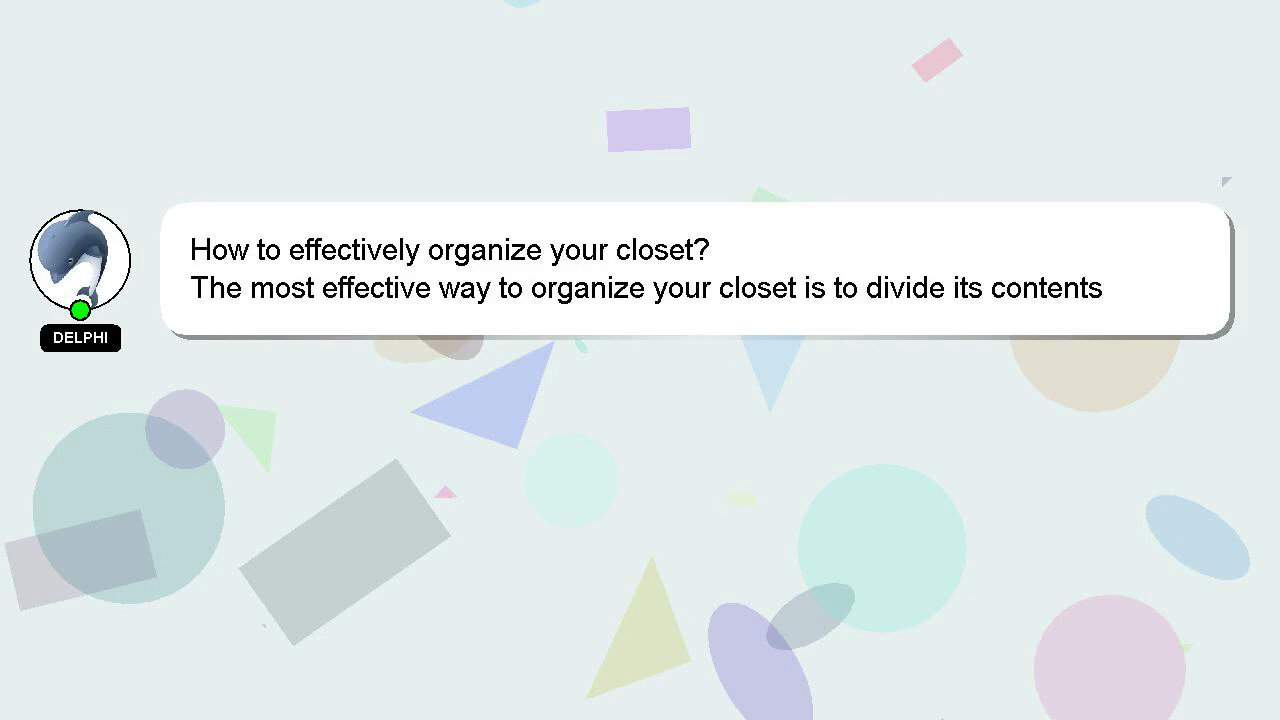 How to effectively organize your closet?
The most effective way to organize your closet is to divide its contents
DELPHI